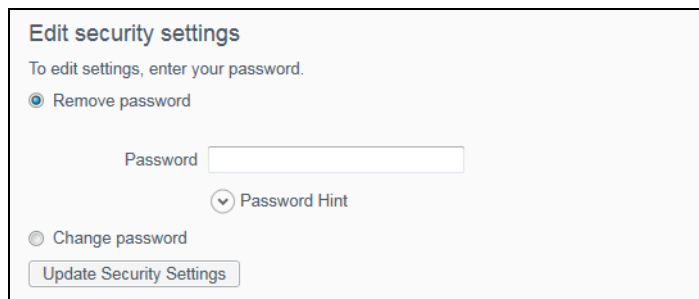 Edit security settings
To edit settings, enter your password.
Remove password
Password
Password Hint
Change password
Update Security Settings